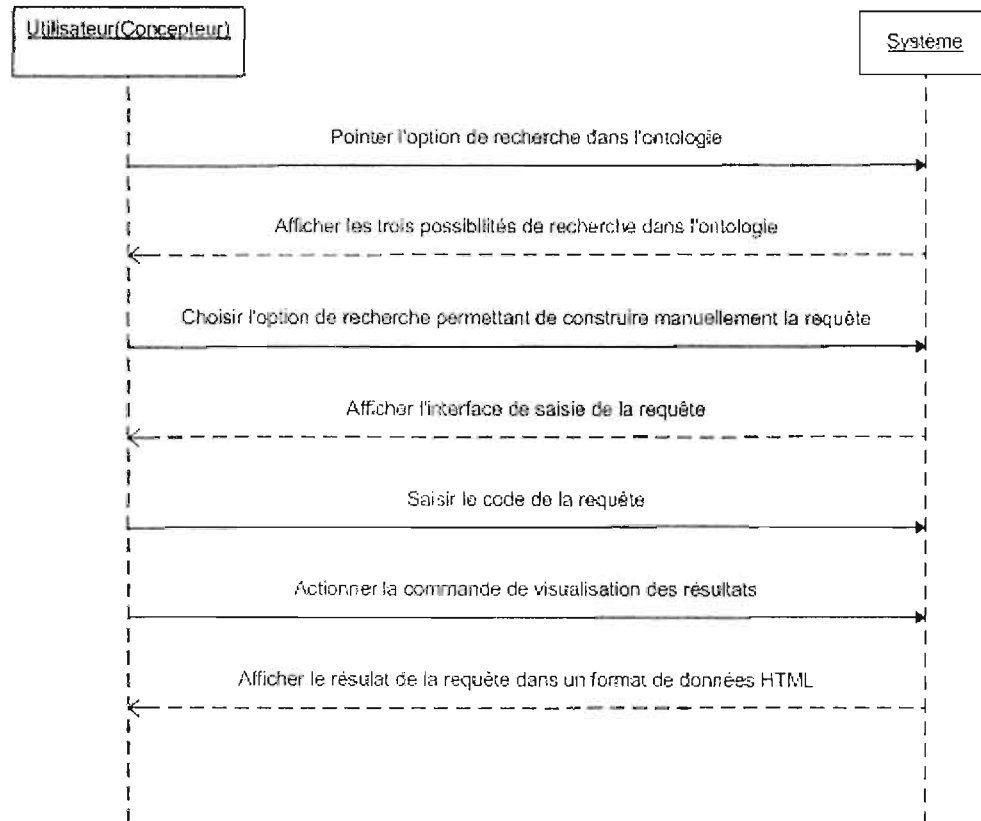 Utilisateur(Concepteur)
Système
Pointer l'option de recherche dans l'ontologie
Afficher les trois possibilités de recherche dans l'ontologie
Choisir l'option de recherche permettant de construire manuellement la requête
Afficher l'interface de saisie de la requête
Saisir le code de la requête
Actionner la commande de visualisation des résultats
Afficher le résulat de la requête dans un format de données HTML